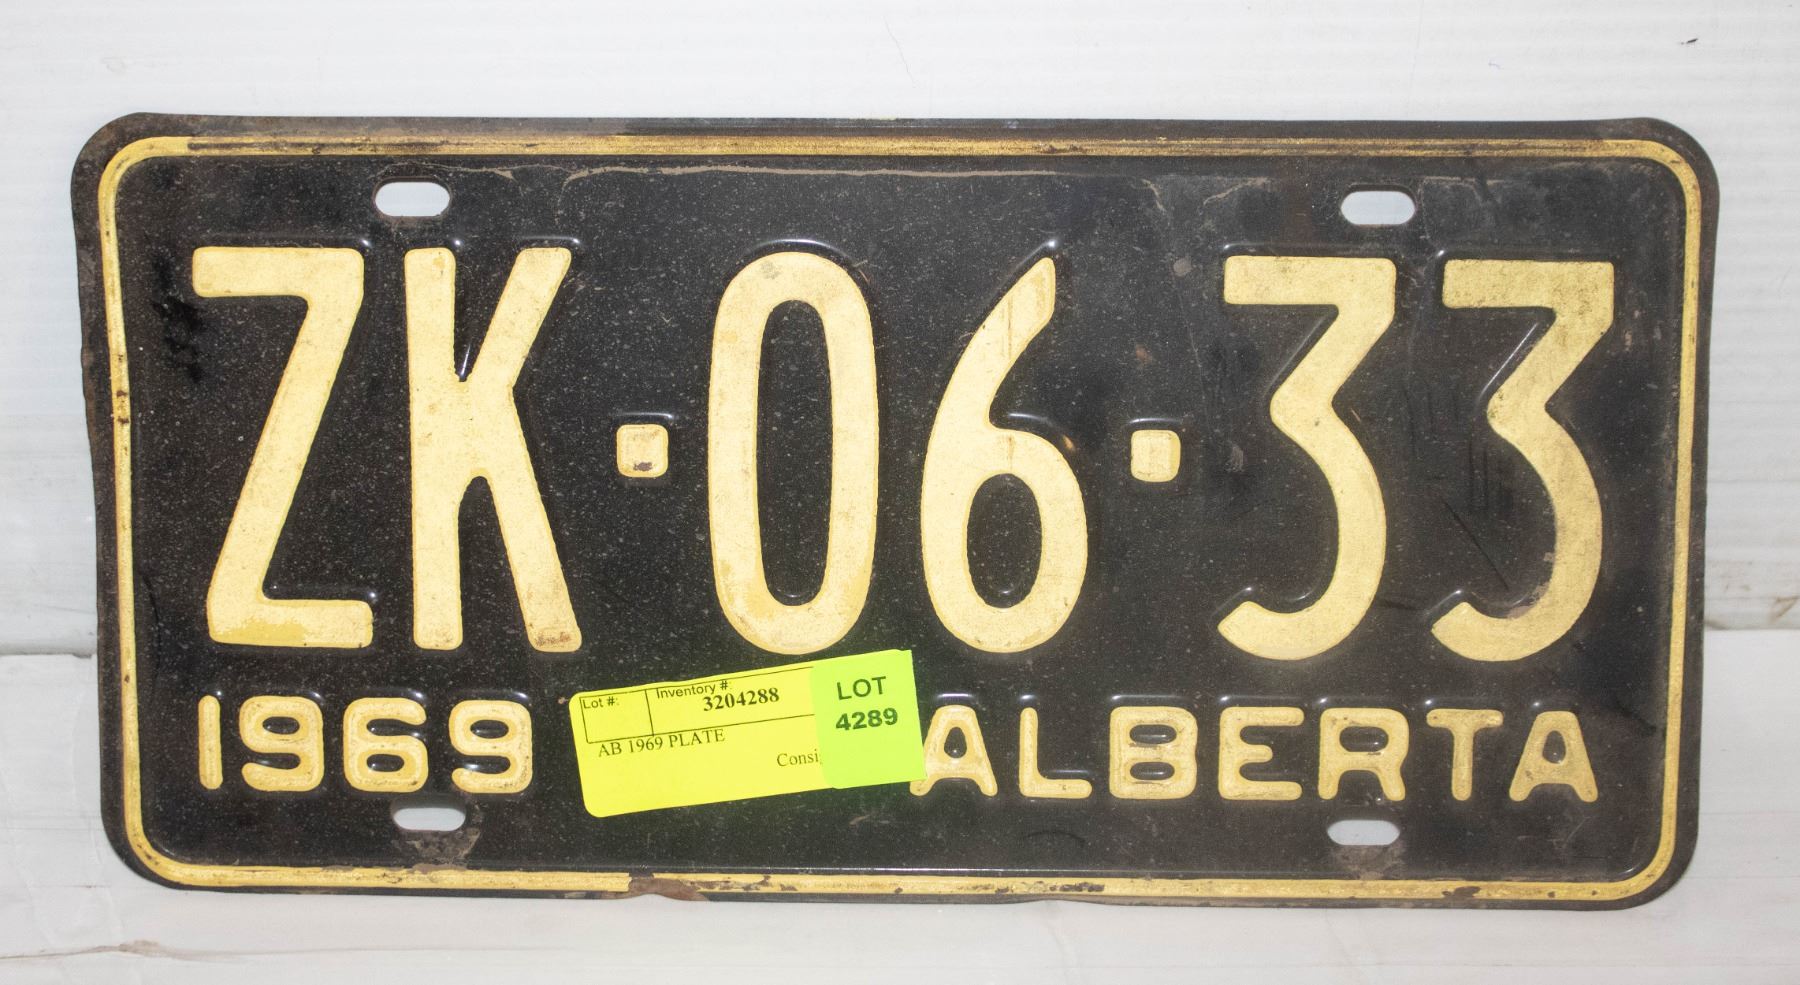 ZK·06·33
1969 ALBERTA
Lot #: Inventory #:
3204288
AB 1969 PLATE
LOT
4289